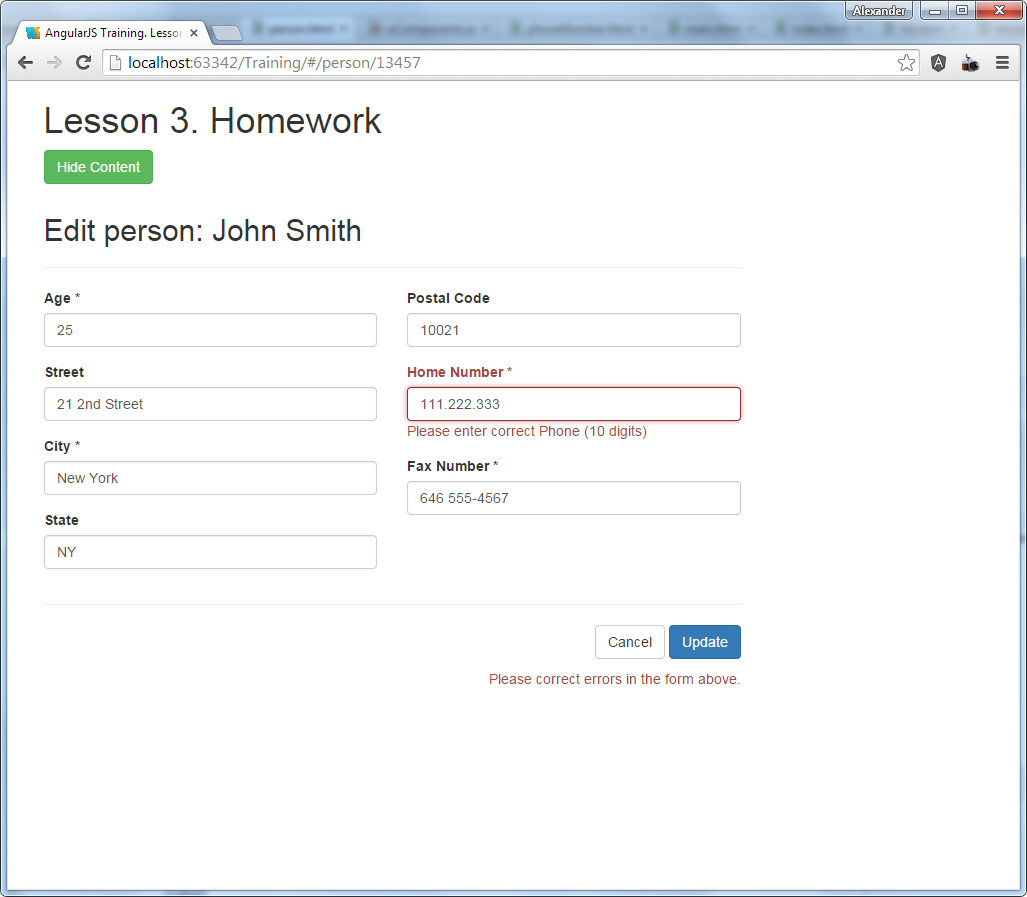 Alexander
AngularJS Training. Lesso
localhost:63342/Training/#/person/13457
Lesson 3. Homework
Hide Content
Edit person: John Smith
Age *
25
Street
21 2nd Street
City *
New York
State
NY
Postal Code
10021
Home Number *
111.222.333
Please enter correct Phone (10 digits)
Fax Number *
646 555-4567
Cancel
Update
Please correct errors in the form above.